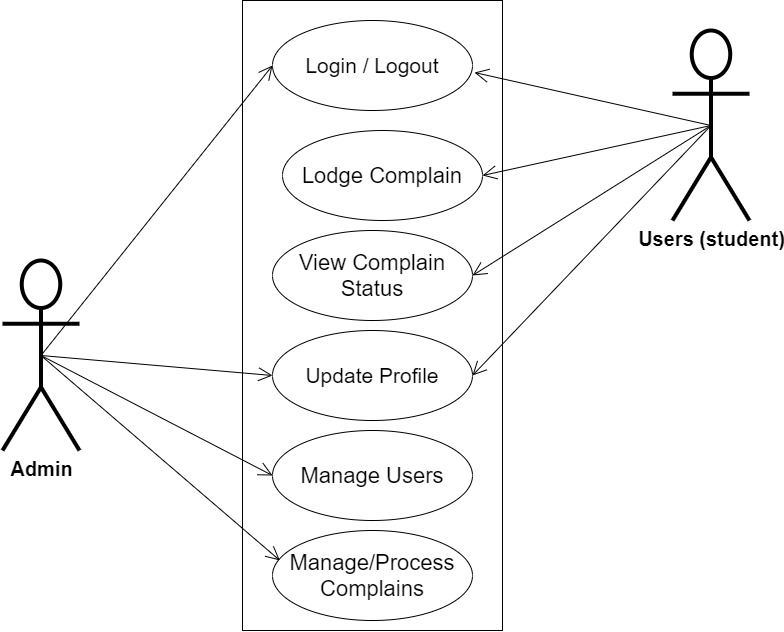 Login / Logout
Lodge Complain
View Complain
Status
Update Profile
Manage Users
Manage/Process
Complains
Users (student)
Admin